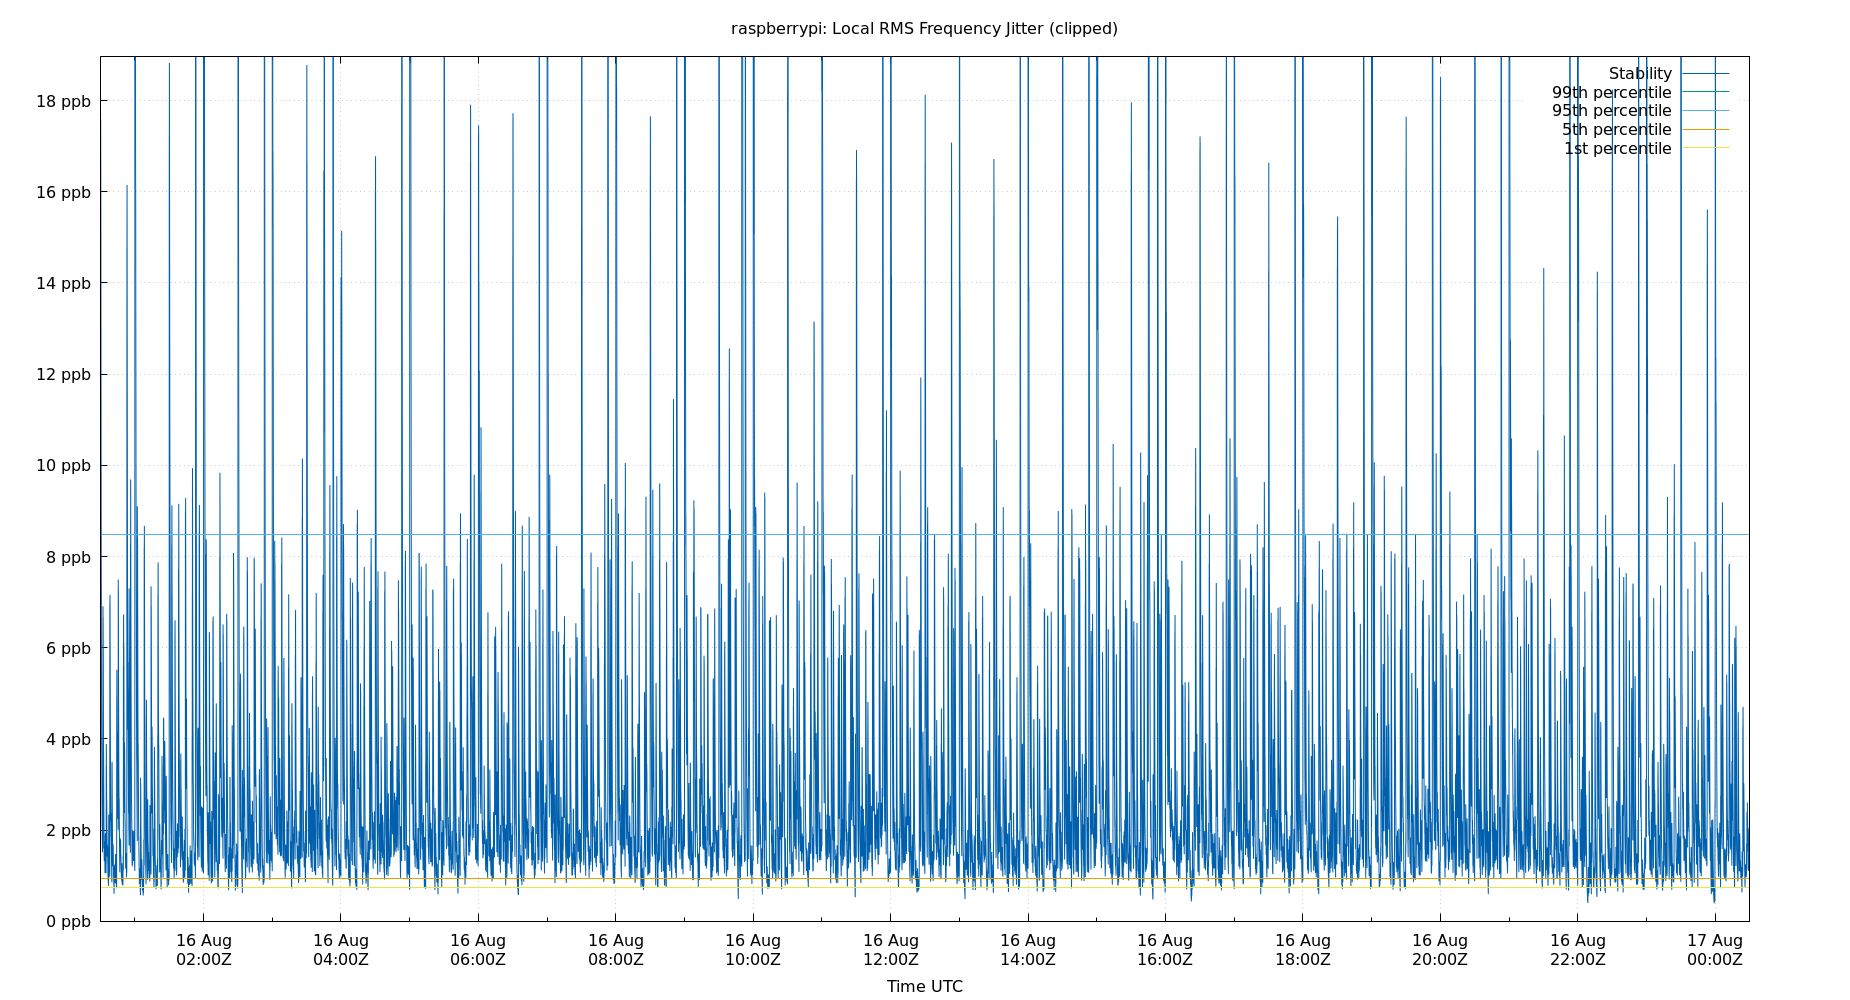 raspberrypi: Local RMS Frequency Jitter (clipped)
Stability
99th percentile
95th percentile
5th percentile
1st percentile
18 ppb
16 ppb
14 ppb
12 ppb
10 ppb
8 ppb
6 ppb
4 ppb
2 ppb
0 ppb
16 Aug 16 Aug 16 Aug 16 Aug 16 Aug 16 Aug 16 Aug 16 Aug 16 Aug 16 Aug 16 Aug 17 Aug
02:00Z 04:00Z 06:00Z 08:00Z 10:00Z 12:00Z 14:00Z 16:00Z 18:00Z 20:00Z 22:00Z 00:00Z
Time UTC